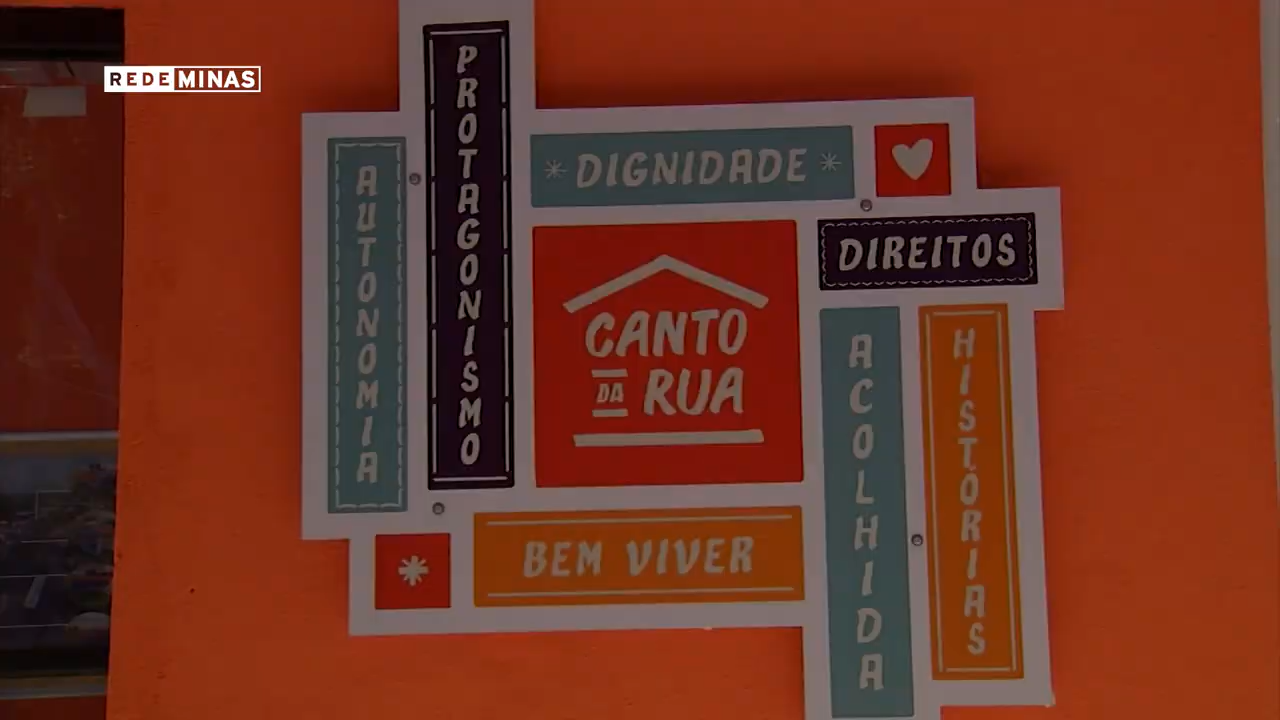 REDEMINAS
AUTONOMIA
PROTAGONISMO
DIGNIDADE
DIREITOS
CANTO
DA RUA
ACOLHIDA
HISTÓRIAS
BEM VIVER